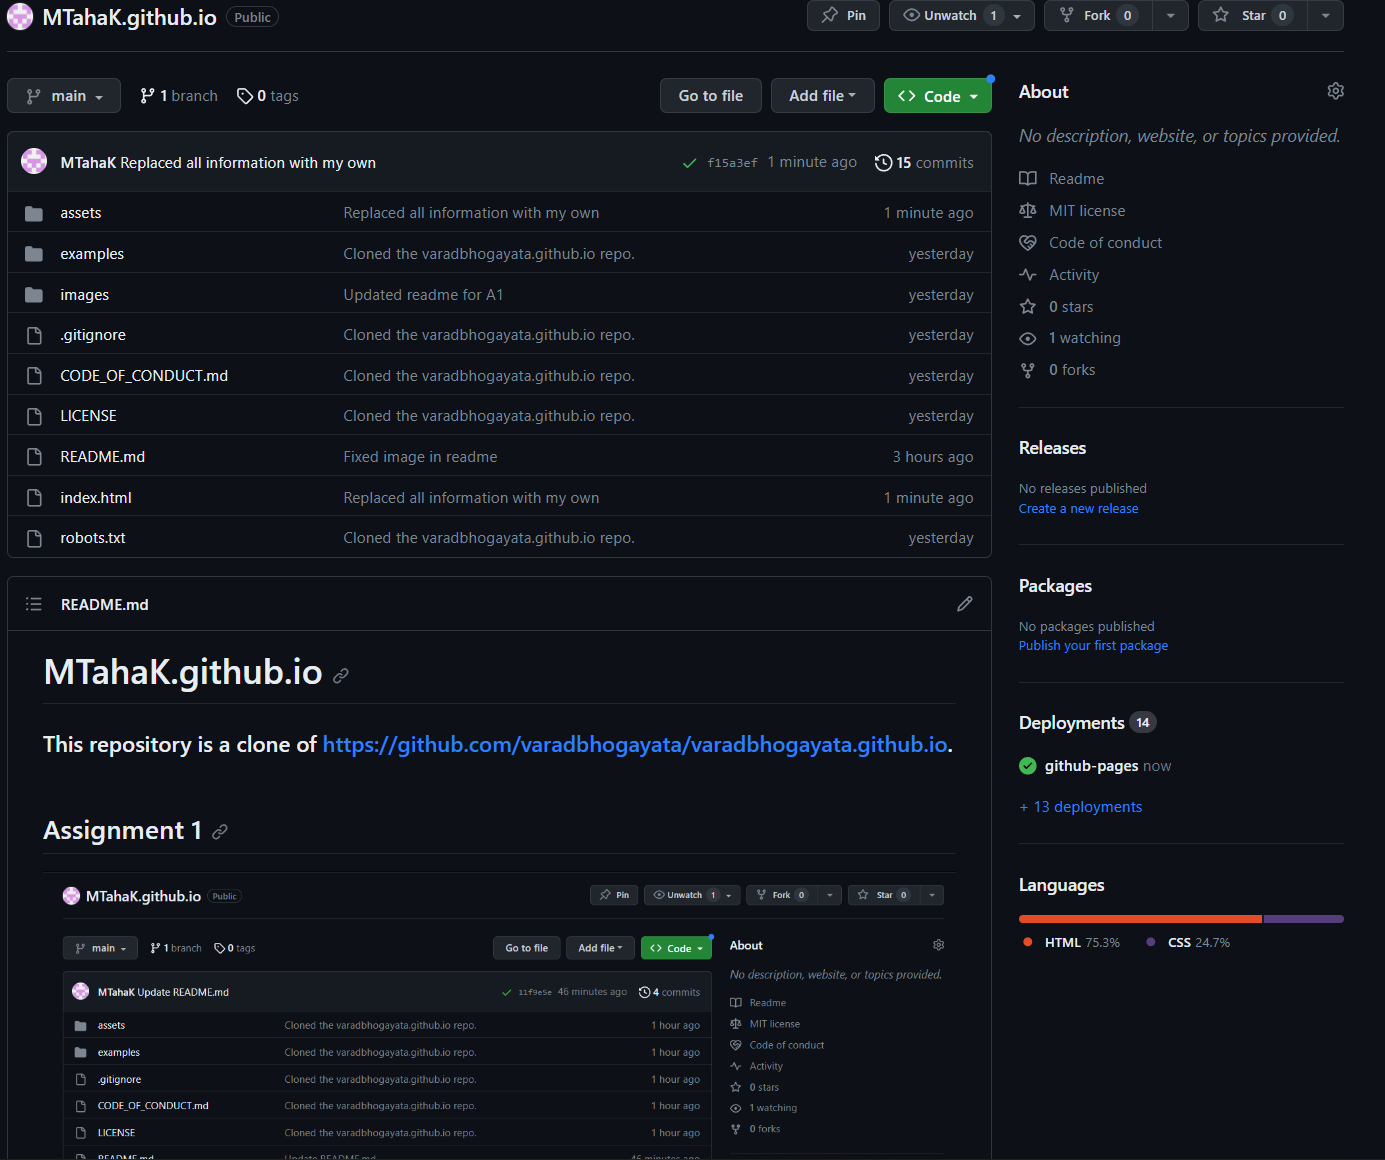 MTahaK.github.io Public Pin Unwatch 1 Fork 0 Star 0
main 1 branch 0 tags Go to file Add file Code
MTahaK Replaced all information with my own f15a3ef 1 minute ago 15 commits
assets Replaced all information with my own 1 minute ago
examples Cloned the varadbhogayata.github.io repo. yesterday
images Updated readme for A1 yesterday
.gitignore Cloned the varadbhogayata.github.io repo. yesterday
CODE_OF_CONDUCT.md Cloned the varadbhogayata.github.io repo. yesterday
LICENSE Cloned the varadbhogayata.github.io repo. yesterday
README.md Fixed image in readme 3 hours ago
index.html Replaced all information with my own 1 minute ago
robots.txt Cloned the varadbhogayata.github.io repo. yesterday
README.md
MTahaK.github.io
This repository is a clone of https://github.com/varadbhogayata/varadbhogayata.github.io.
Assignment 1
MTahaK.github.io Public Pin Unwatch 1 Fork 0 Star 0
main 1 branch 0 tags Go to file Add file Code
MTahaK Update README.md 11f9e5e 46 minutes ago 4 commits
assets Cloned the varadbhogayata.github.io repo. 1 hour ago
examples Cloned the varadbhogayata.github.io repo. 1 hour ago
.gitignore Cloned the varadbhogayata.github.io repo. 1 hour ago
CODE_OF_CONDUCT.md Cloned the varadbhogayata.github.io repo. 1 hour ago
LICENSE Cloned the varadbhogayata.github.io repo. 1 hour ago
README.md Update README.md 46 minutes ago
About
No description, website, or topics provided.
Readme
MIT license
Code of conduct
Activity
0 stars
1 watching
0 forks
About
No description, website, or topics provided.
Readme
MIT license
Code of conduct
Activity
0 stars
1 watching
0 forks
Releases
No releases published
Create a new release
Packages
No packages published
Publish your first package
Deployments 14
github-pages now
+ 13 deployments
Languages
HTML 75.3% CSS 24.7%